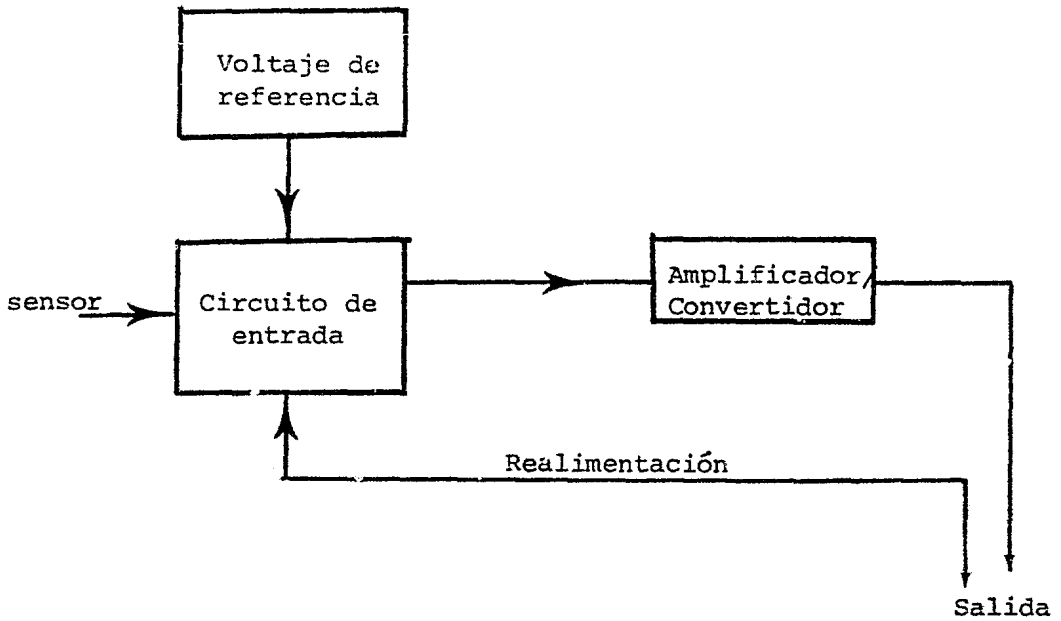 Voltaje de
referencia
sensor
Circuito de
entrada
Amplificador/
Convertidor
Realimentación
Salida